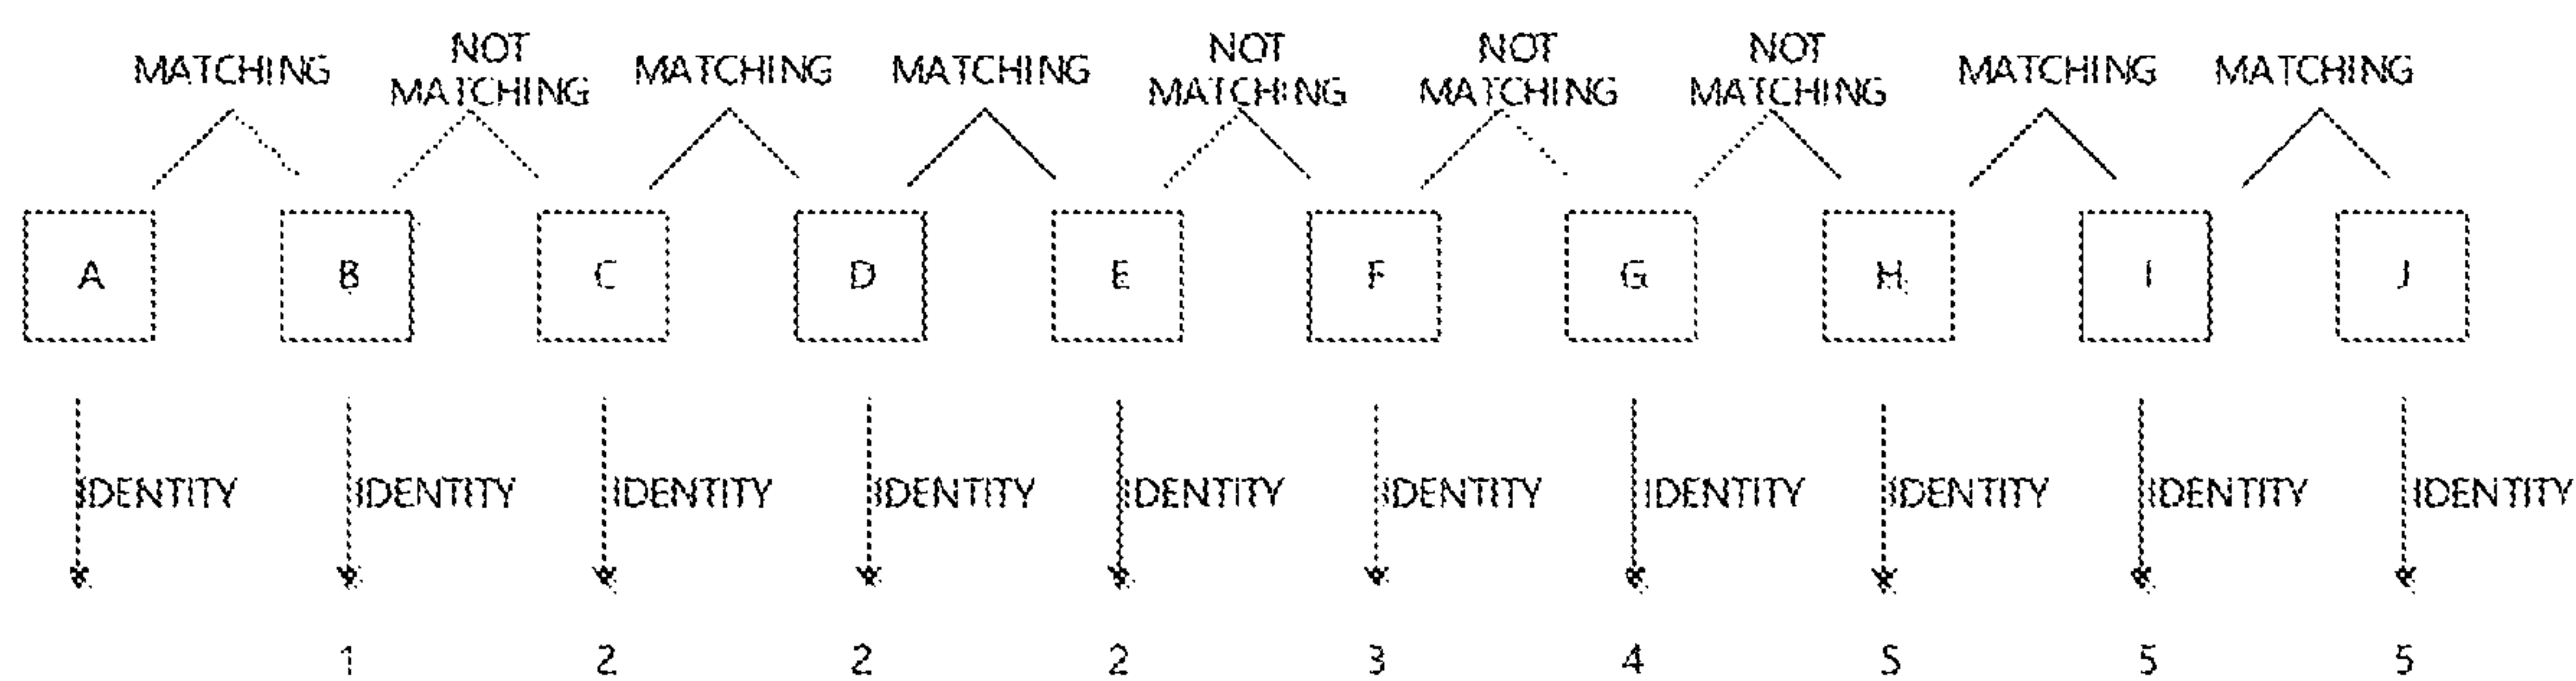 MATCHING
NOT
MATCHING
MATCHING
MATCHING
NOT
MATCHING
NOT
MATCHING
NOT
MATCHING
MATCHING
MATCHING
A B C D E F G H I J
IDENTITY IDENTITY IDENTITY IDENTITY IDENTITY IDENTITY IDENTITY IDENTITY IDENTITY IDENTITY
1 2 2 2 3 4 5 5 5